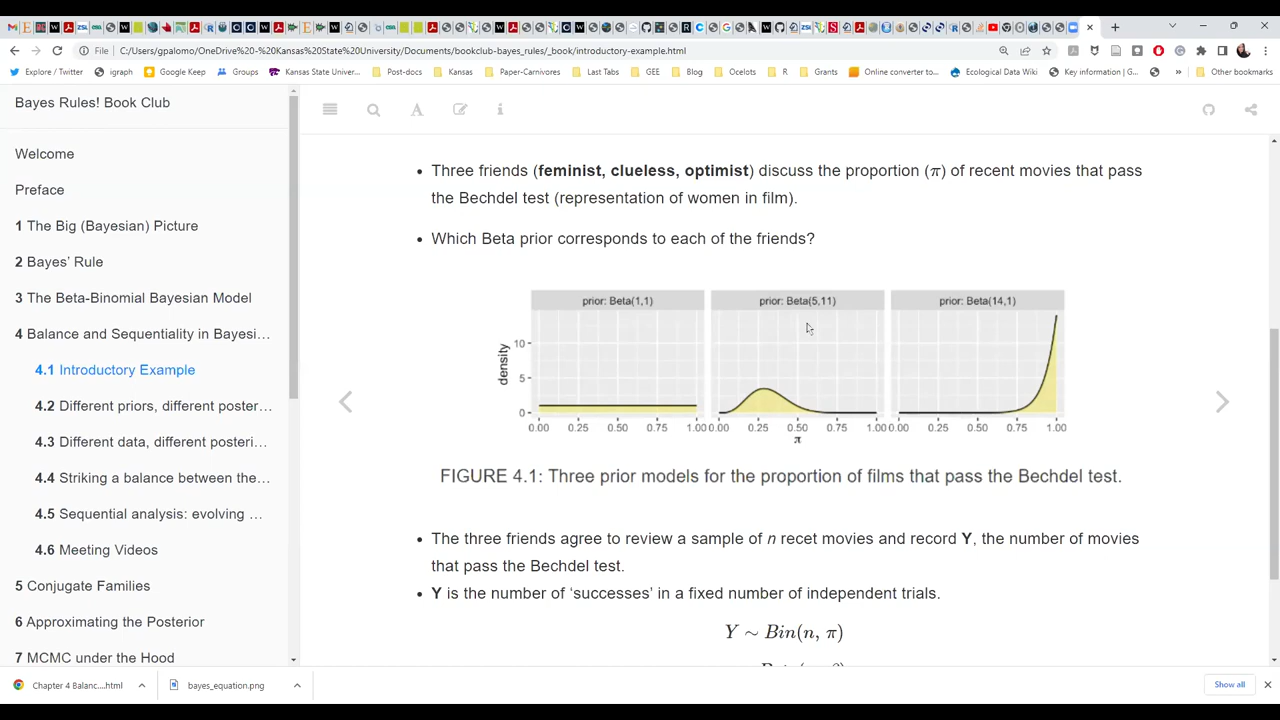 File | C:/Users/gpalomo/OneDrive%20-%20Kansas%20State%20University/Documents/bookclub-bayes_rules/_book/introductory-example.html
Explore / Twitter igraph Google Keep Groups Kansas State Univer... Post-docs Kansas Paper-Carnivores Last Tabs GEE Blog Ocelots R Grants Online converter to... Ecological Data Wiki Key information | G... » Other bookmarks
Bayes Rules! Book Club
Welcome
Preface
1 The Big (Bayesian) Picture
2 Bayes’ Rule
3 The Beta-Binomial Bayesian Model
4 Balance and Sequentiality in Bayesi...
4.1 Introductory Example
4.2 Different priors, different poster...
4.3 Different data, different posteri...
4.4 Striking a balance between the...
4.5 Sequential analysis: evolving ...
4.6 Meeting Videos
5 Conjugate Families
6 Approximating the Posterior
7 MCMC under the Hood
• Three friends (feminist, clueless, optimist) discuss the proportion (π) of recent movies that pass
the Bechdel test (representation of women in film).
• Which Beta prior corresponds to each of the friends?
prior: Beta(1,1) prior: Beta(5,11) prior: Beta(14,1)
density
10
5
0
0.00 0.25 0.50 0.75 1.00 0.00 0.25 0.50 0.75 1.00 0.00 0.25 0.50 0.75 1.00
π
FIGURE 4.1: Three prior models for the proportion of films that pass the Bechdel test.
• The three friends agree to review a sample of n recet movies and record Y, the number of movies
that pass the Bechdel test.
• Y is the number of ‘successes’ in a fixed number of independent trials.
Y ∼ Bin(n, π)
Chapter 4 Balanc....html bayes_equation.png Show all